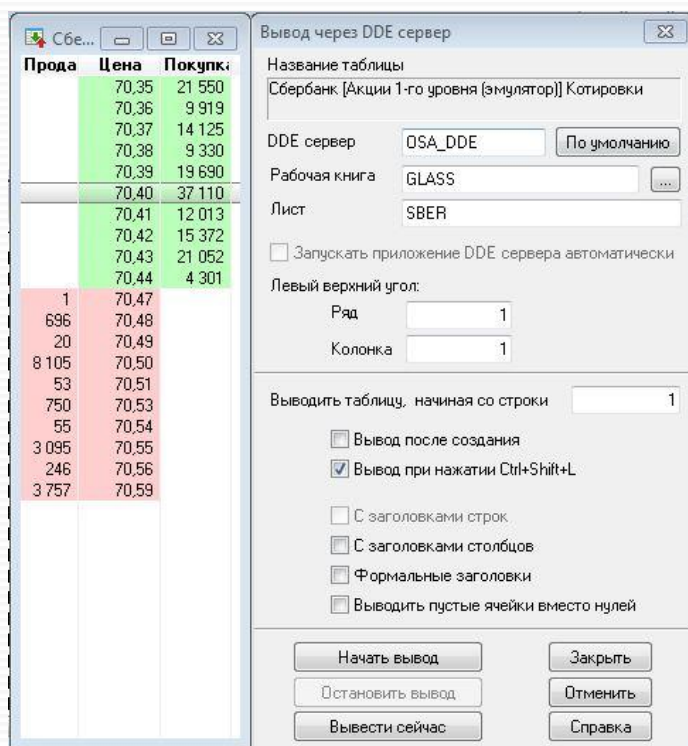 Сбе...
Прода Цена Покупка
70,35 21 550
70,36 9 919
70,37 14 125
70,38 9 330
70,39 19 690
70,40 37 110
70,41 12 013
70,42 15 372
70,43 21 052
70,44 4 301
1 70,47
696 70,48
20 70,49
8 105 70,50
53 70,51
750 70,53
55 70,54
3 095 70,55
246 70,56
3 757 70,59
Вывод через DDE сервер
Название таблицы
Сбербанк [Акции 1-го уровня (эмулятор)] Котировки
DDE сервер OSA_DDE По умолчанию
Рабочая книга GLASS ...
Лист SBER
Запускать приложение DDE сервера автоматически
Левый верхний угол:
Ряд 1
Колонка 1
Выводить таблицу, начиная со строки 1
Вывод после создания
Вывод при нажатии Ctrl+Shift+L
С заголовками строк
С заголовками столбцов
Формальные заголовки
Выводить пустые ячейки вместо нулей
Начать вывод Закрыть
Остановить вывод Отменить
Вывести сейчас Справка